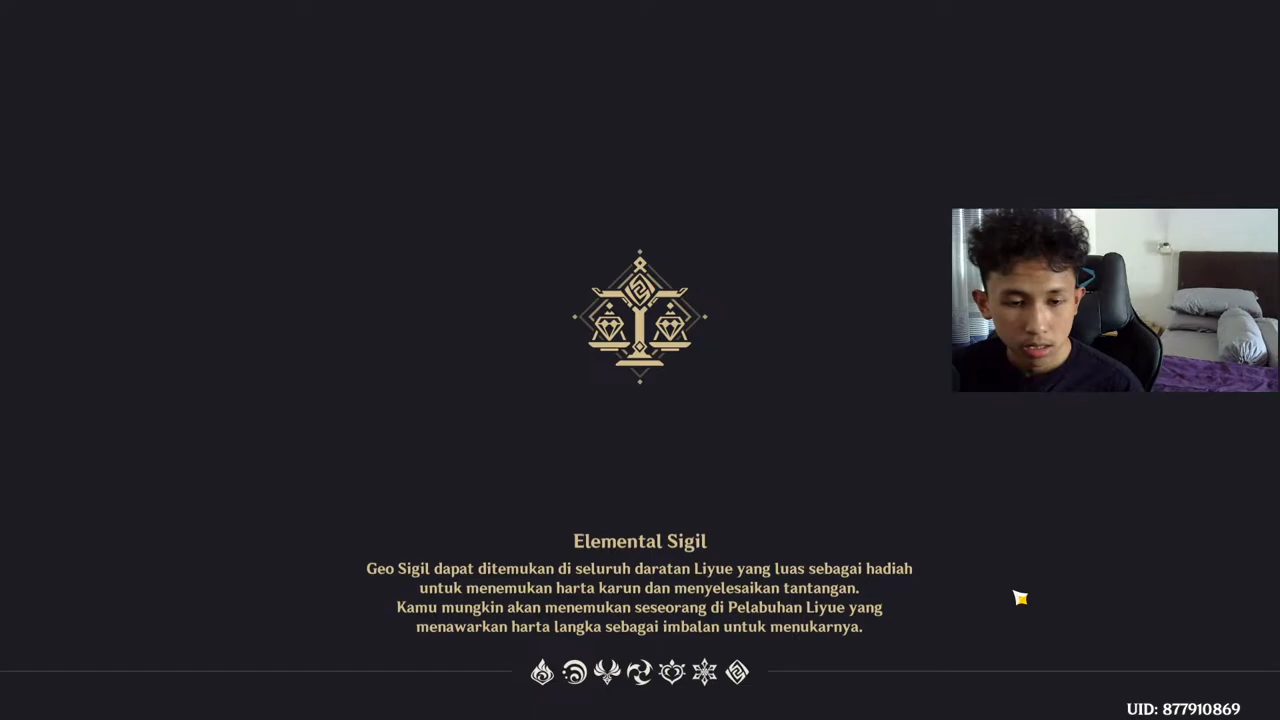 Elemental Sigil
Geo Sigil dapat ditemukan di seluruh daratan Liyue yang luas sebagai hadiah
untuk menemukan harta karun dan menyelesaikan tantangan.
Kamu mungkin akan menemukan seseorang di Pelabuhan Liyue yang
menawarkan harta langka sebagai imbalan untuk menukarnya.
UID: 877910869